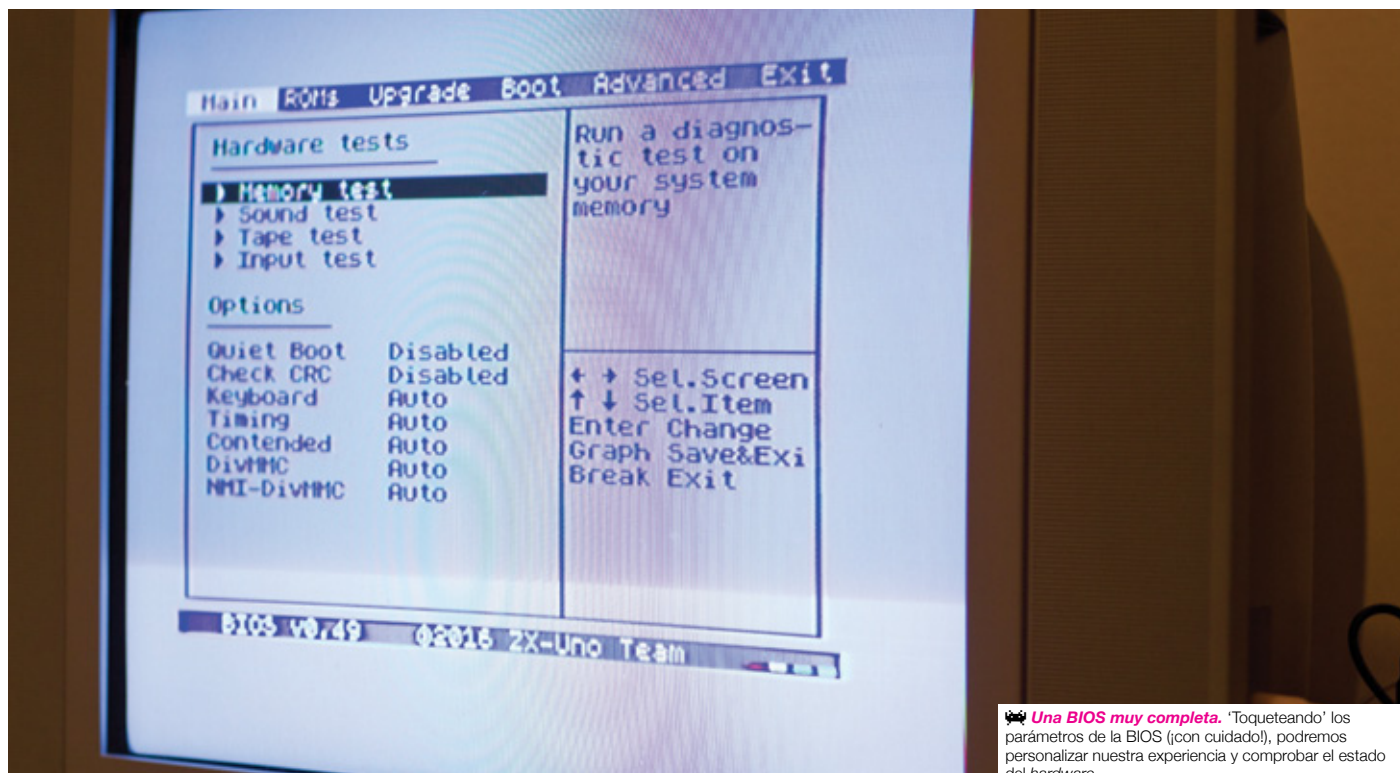 Main ROMs Upgrade Boot Advanced Exit
Hardware tests
Memory test
Sound test
Tape test
Input test
Options
Quiet Boot Disabled
Check CRC Disabled
Keyboard Auto
Timing Auto
Contended Auto
DivMMC Auto
NMI-DivMMC Auto
Run a diagnos-
tic test on
your system
memory
← → Sel.Screen
↑ ↓ Sel.Item
Enter Change
Graph Save&Exi
Break Exit
BIOS v0.49 ©2016 ZX-Uno Team
Una BIOS muy completa. 'Toqueteando' los
parámetros de la BIOS (¡con cuidado!), podremos
personalizar nuestra experiencia y comprobar el estado
del hardware